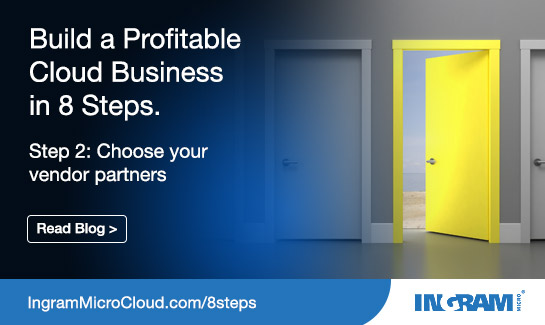 Build a Profitable
Cloud Business
in 8 Steps.
Step 2: Choose your
vendor partners
Read Blog >
IngramMicroCloud.com/8steps
INGRAM
MICRO®